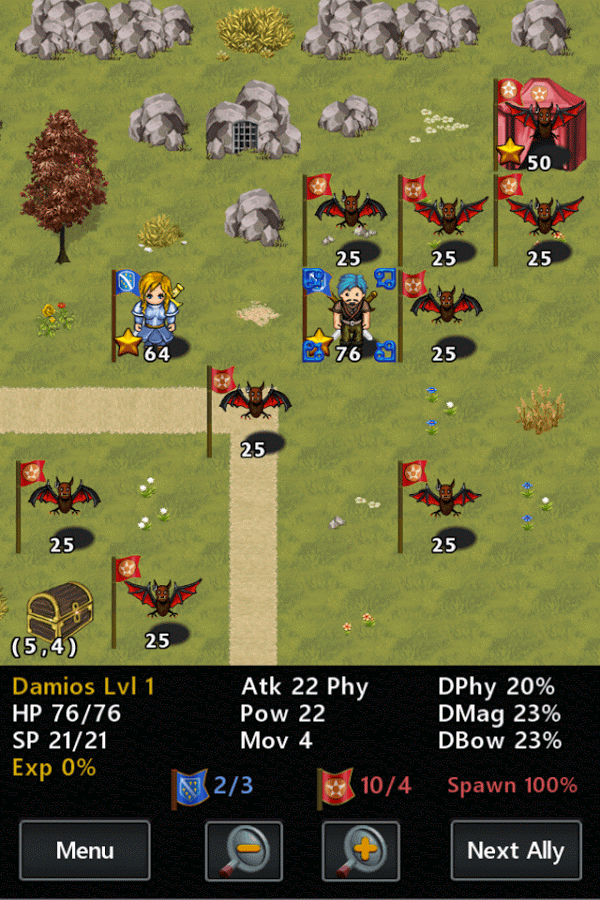 50
25
25
25
64
76
25
25
25
25
25
(5,4)
Damios Lvl 1
Atk 22 Phy
DPhy 20%
HP 76/76
Pow 22
DMag 23%
SP 21/21
Mov 4
DBow 23%
Exp 0%
2/3
10/4
Spawn 100%
Menu
Next Ally